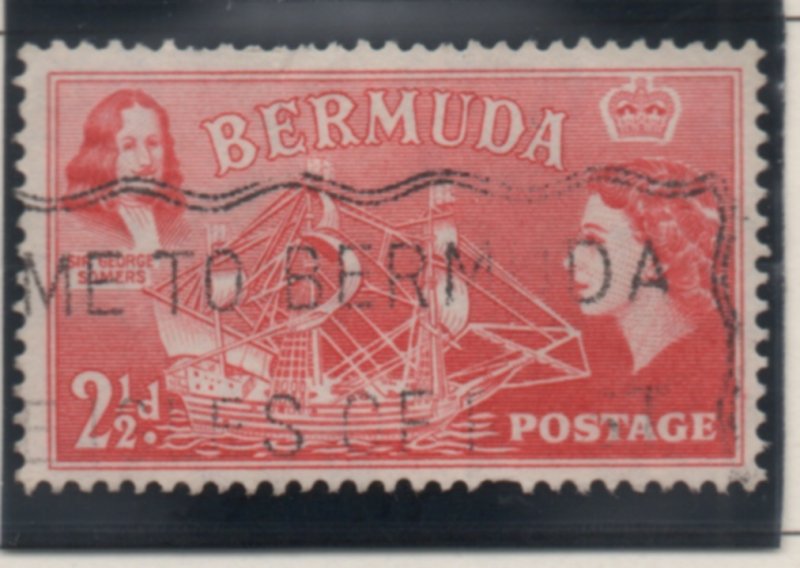 BERMUDA
SIR GEORGE
SOMERS
ME TO BERM DA
2½d.
POSTAGE